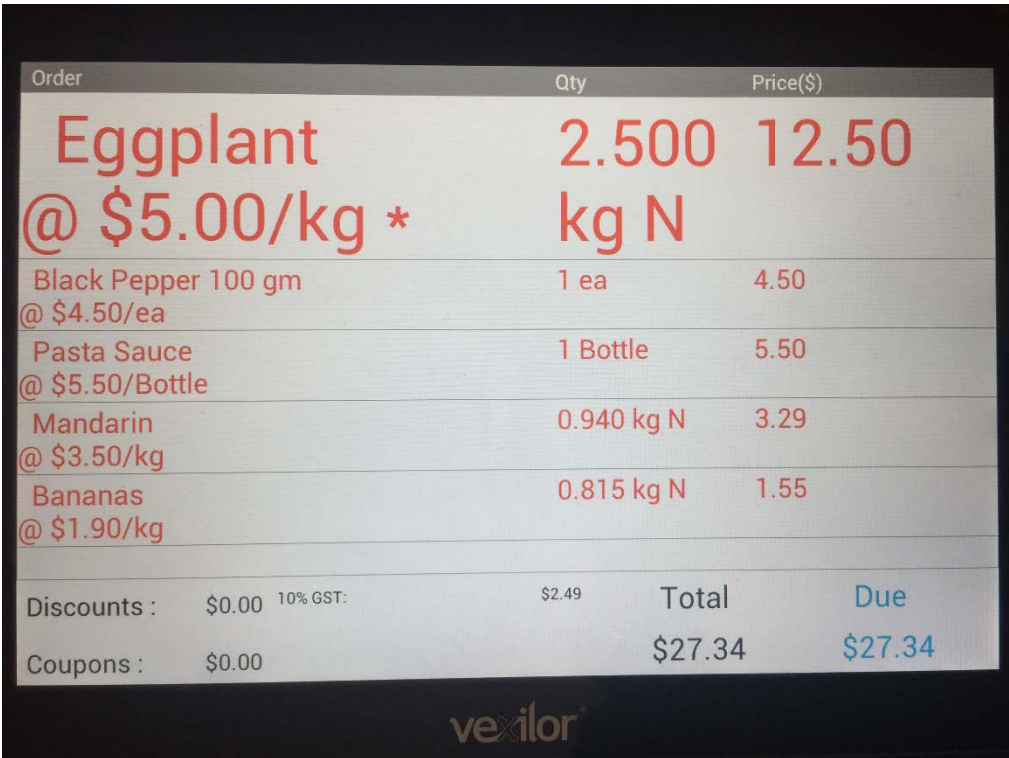 Order Qty Price($)
Eggplant 2.500 12.50
@ $5.00/kg * kg N
Black Pepper 100 gm 1 ea 4.50
@ $4.50/ea
Pasta Sauce 1 Bottle 5.50
@ $5.50/Bottle
Mandarin 0.940 kg N 3.29
@ $3.50/kg
Bananas 0.815 kg N 1.55
@ $1.90/kg
Discounts : $0.00 10% GST: $2.49 Total Due
$27.34 $27.34
Coupons : $0.00
vexilor